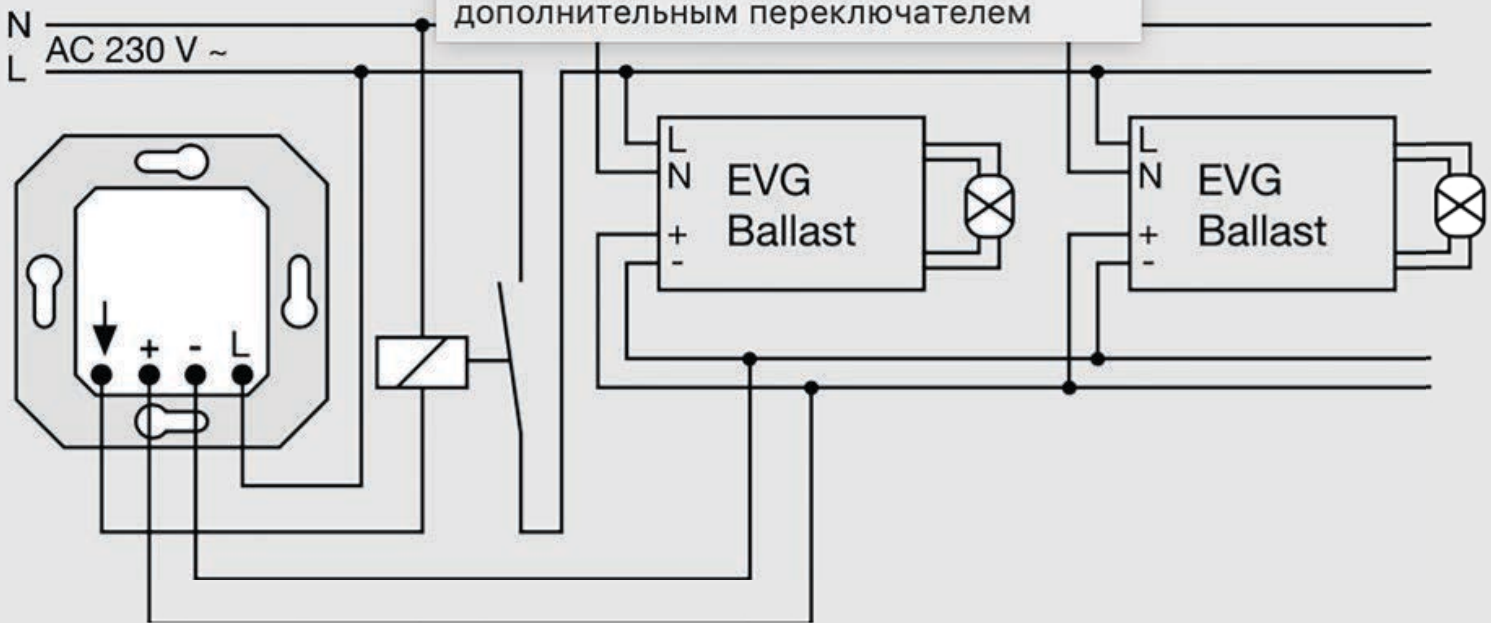 дополнительным переключателем
N
AC 230 V ~
L
L
N
EVG
Ballast
+
-
L
N
EVG
Ballast
+
-
+ - L